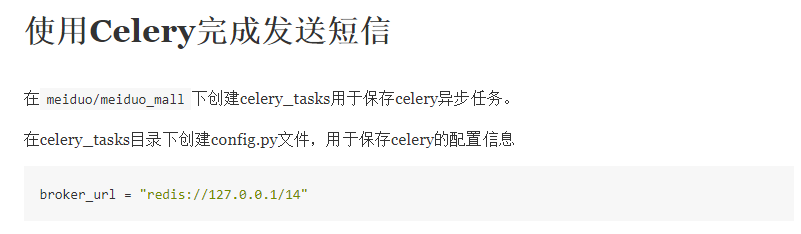 使用Celery完成发送短信
在 meiduo/meiduo_mall 下创建celery_tasks用于保存celery异步任务。
在celery_tasks目录下创建config.py文件，用于保存celery的配置信息
broker_url = "redis://127.0.0.1/14"